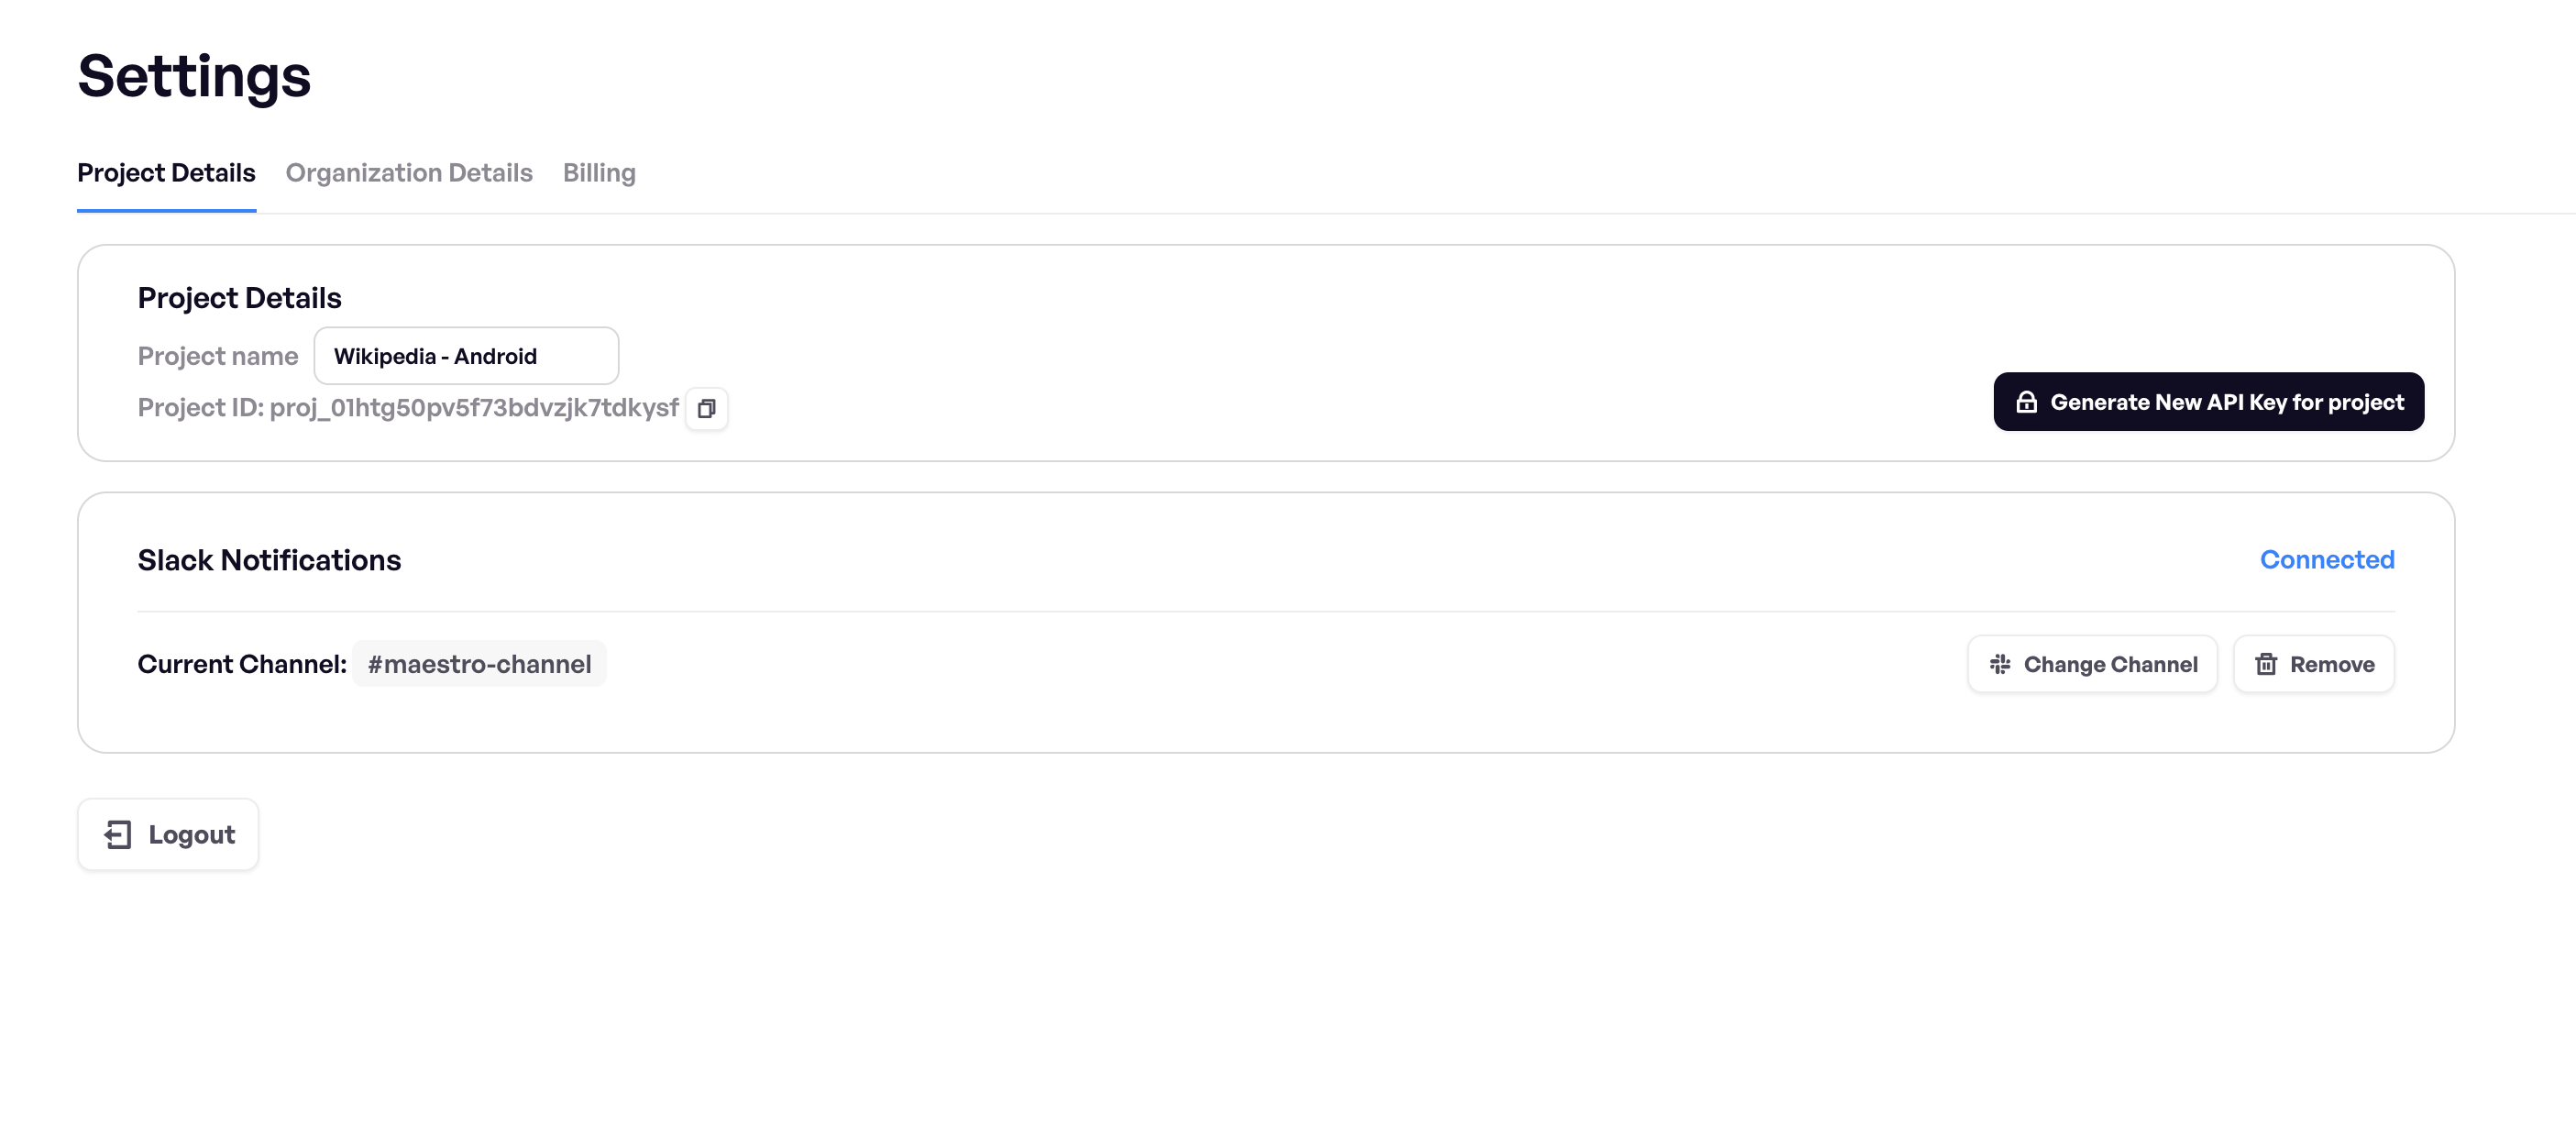 Settings
Project Details Organization Details Billing
Project Details
Project name Wikipedia - Android
Project ID: proj_01htg50pv5f73bdvzjk7tdkysf
Generate New API Key for project
Slack Notifications Connected
Current Channel: #maestro-channel Change Channel Remove
Logout